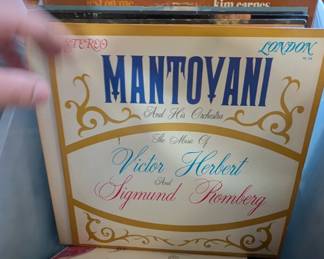 kim carnes
STEREO
LONDON
MANTOVANI
And His Orchestra
The Music Of
Victor Herbert
And
Sigmund Romberg